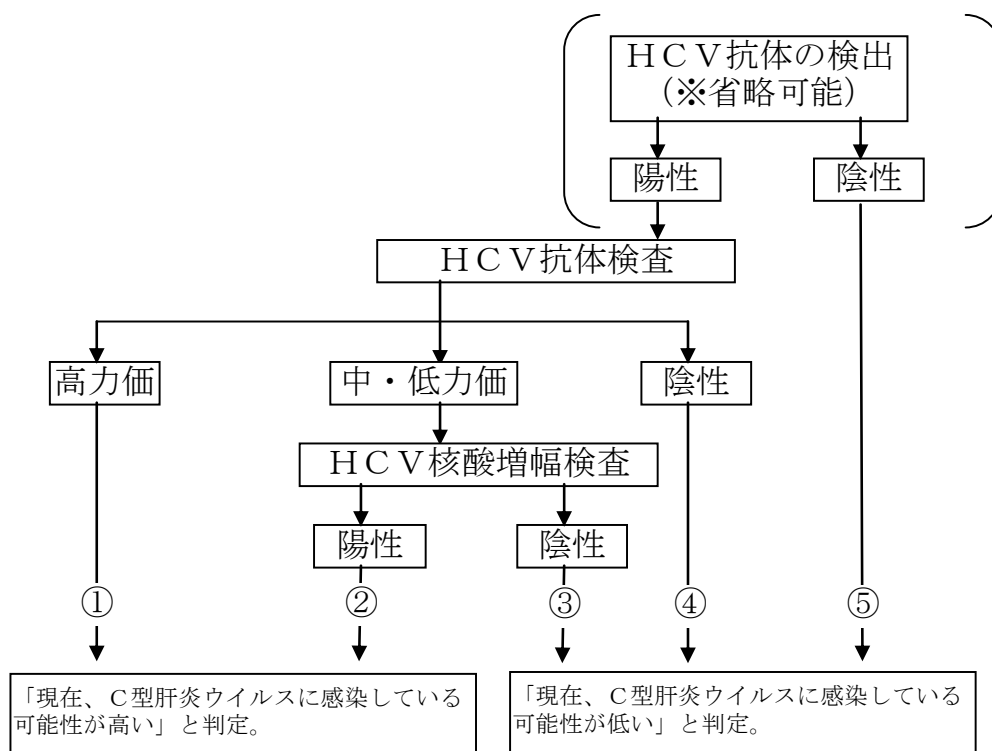 ＨＣＶ抗体の検出
（※省略可能）
陽性
陰性
ＨＣＶ抗体検査
高力価
中・低力価
陰性
ＨＣＶ核酸増幅検査
陽性
陰性
①
②
③
④
⑤
「現在、Ｃ型肝炎ウイルスに感染している
可能性が高い」と判定。
「現在、Ｃ型肝炎ウイルスに感染している
可能性が低い」と判定。